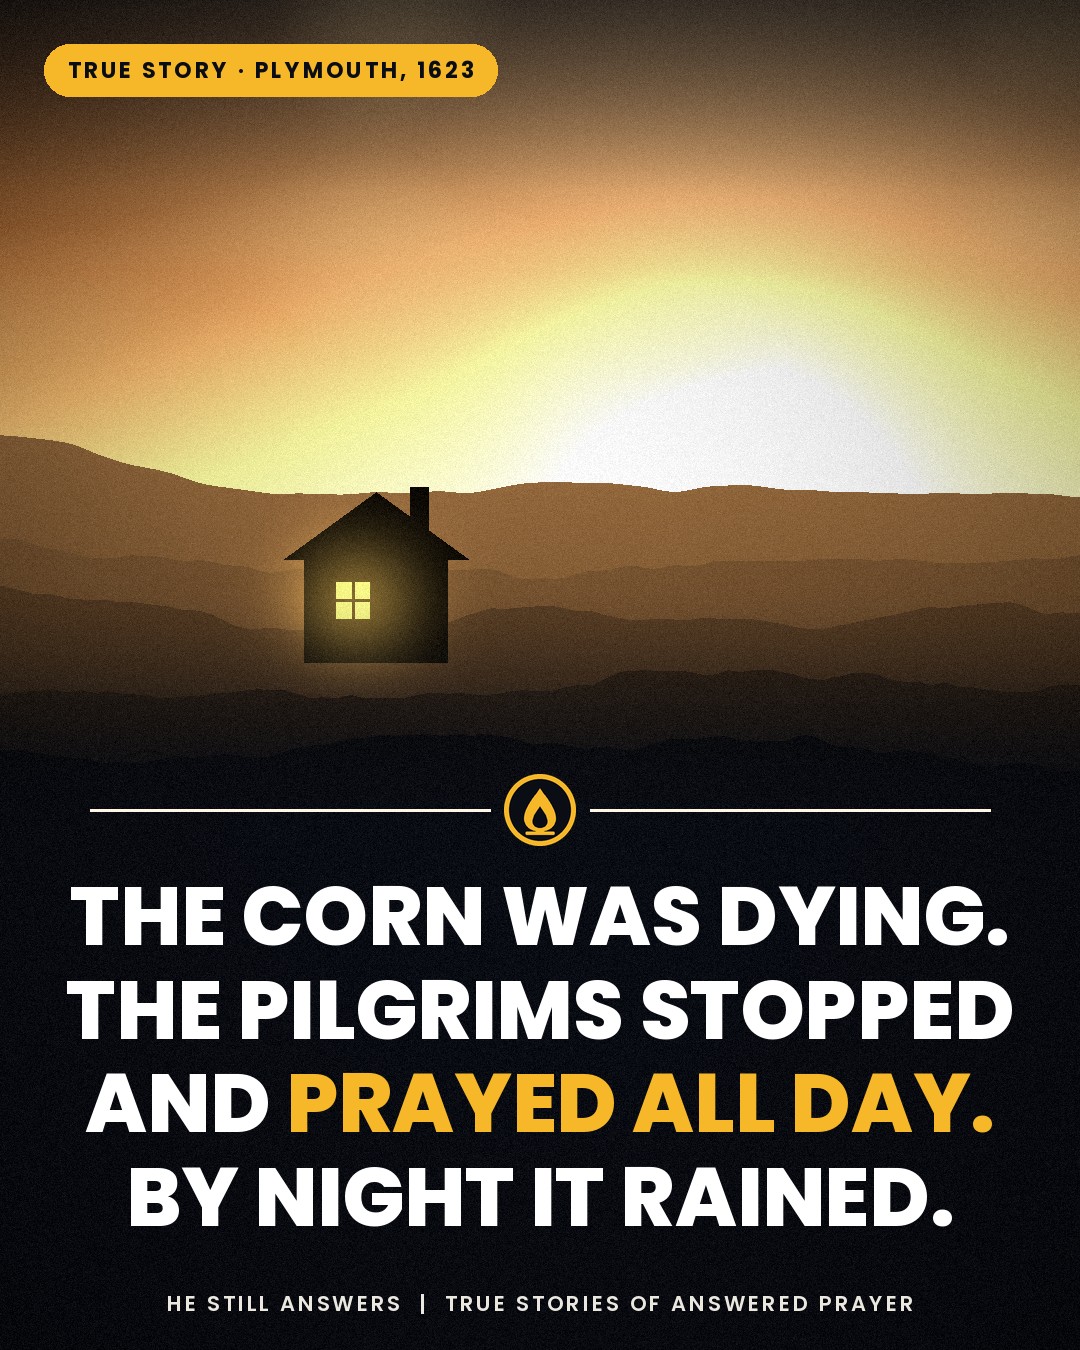 TRUE STORY · PLYMOUTH, 1623
THE CORN WAS DYING.
THE PILGRIMS STOPPED
AND PRAYED ALL DAY.
BY NIGHT IT RAINED.
HE STILL ANSWERS | TRUE STORIES OF ANSWERED PRAYER